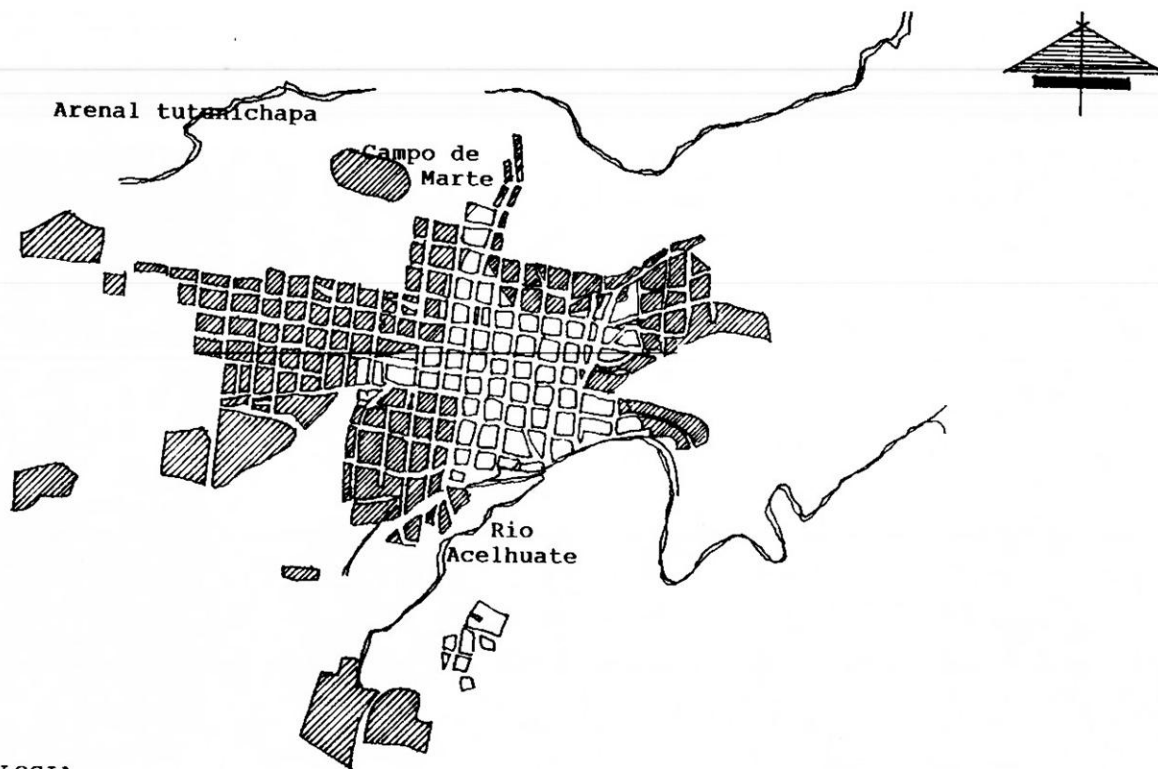 Arenal tutunichapa
Campo de
Marte
Rio
Acelhuate